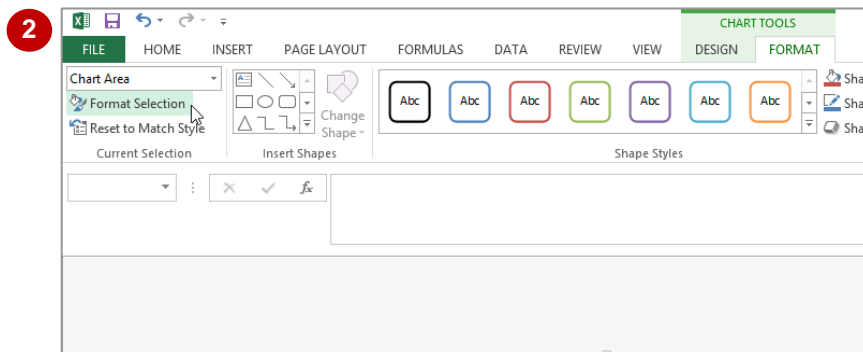 2
CHART TOOLS
FILE HOME INSERT PAGE LAYOUT FORMULAS DATA REVIEW VIEW DESIGN FORMAT
Chart Area
Format Selection
Reset to Match Style
Current Selection
Change
Shape
Insert Shapes
Abc Abc Abc Abc Abc Abc Abc
Shape Styles
Sha
Sha
Sha
fx